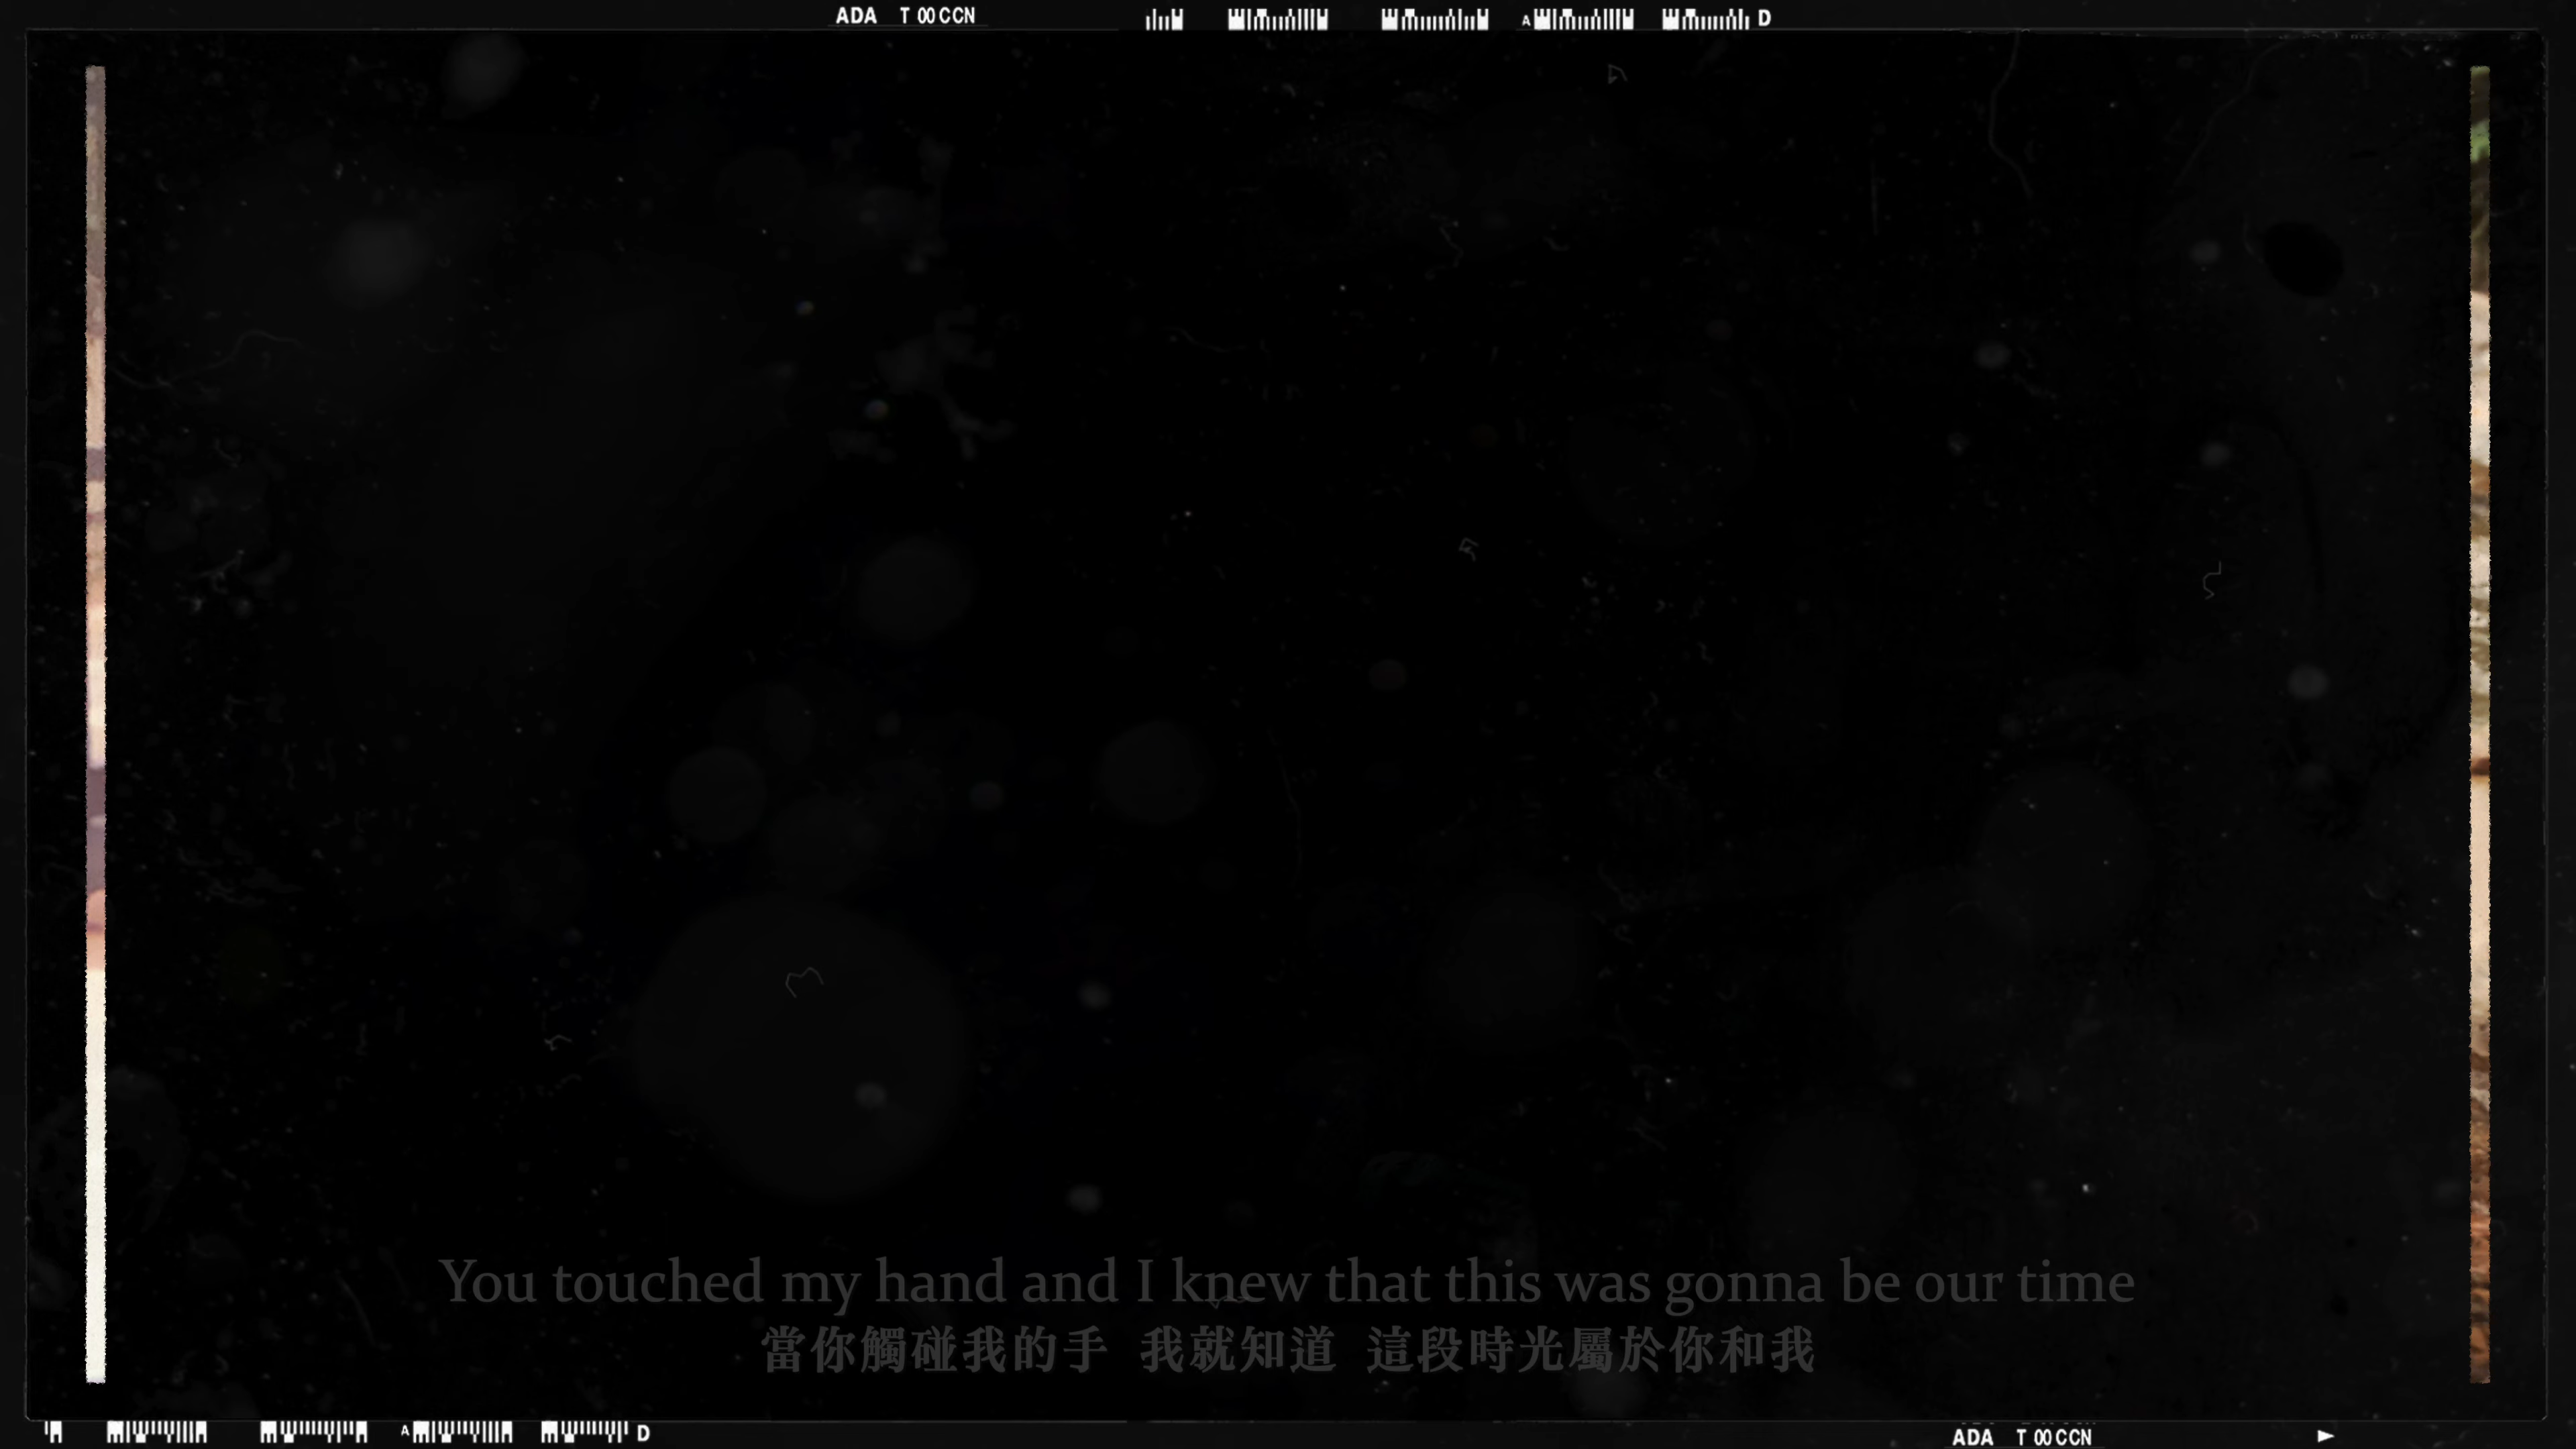 ADA T 00 CCN
A D
You touched my hand and I knew that this was gonna be our time
當你觸碰我的手 我就知道 這段時光屬於你和我
A D
ADA T 00 CCN